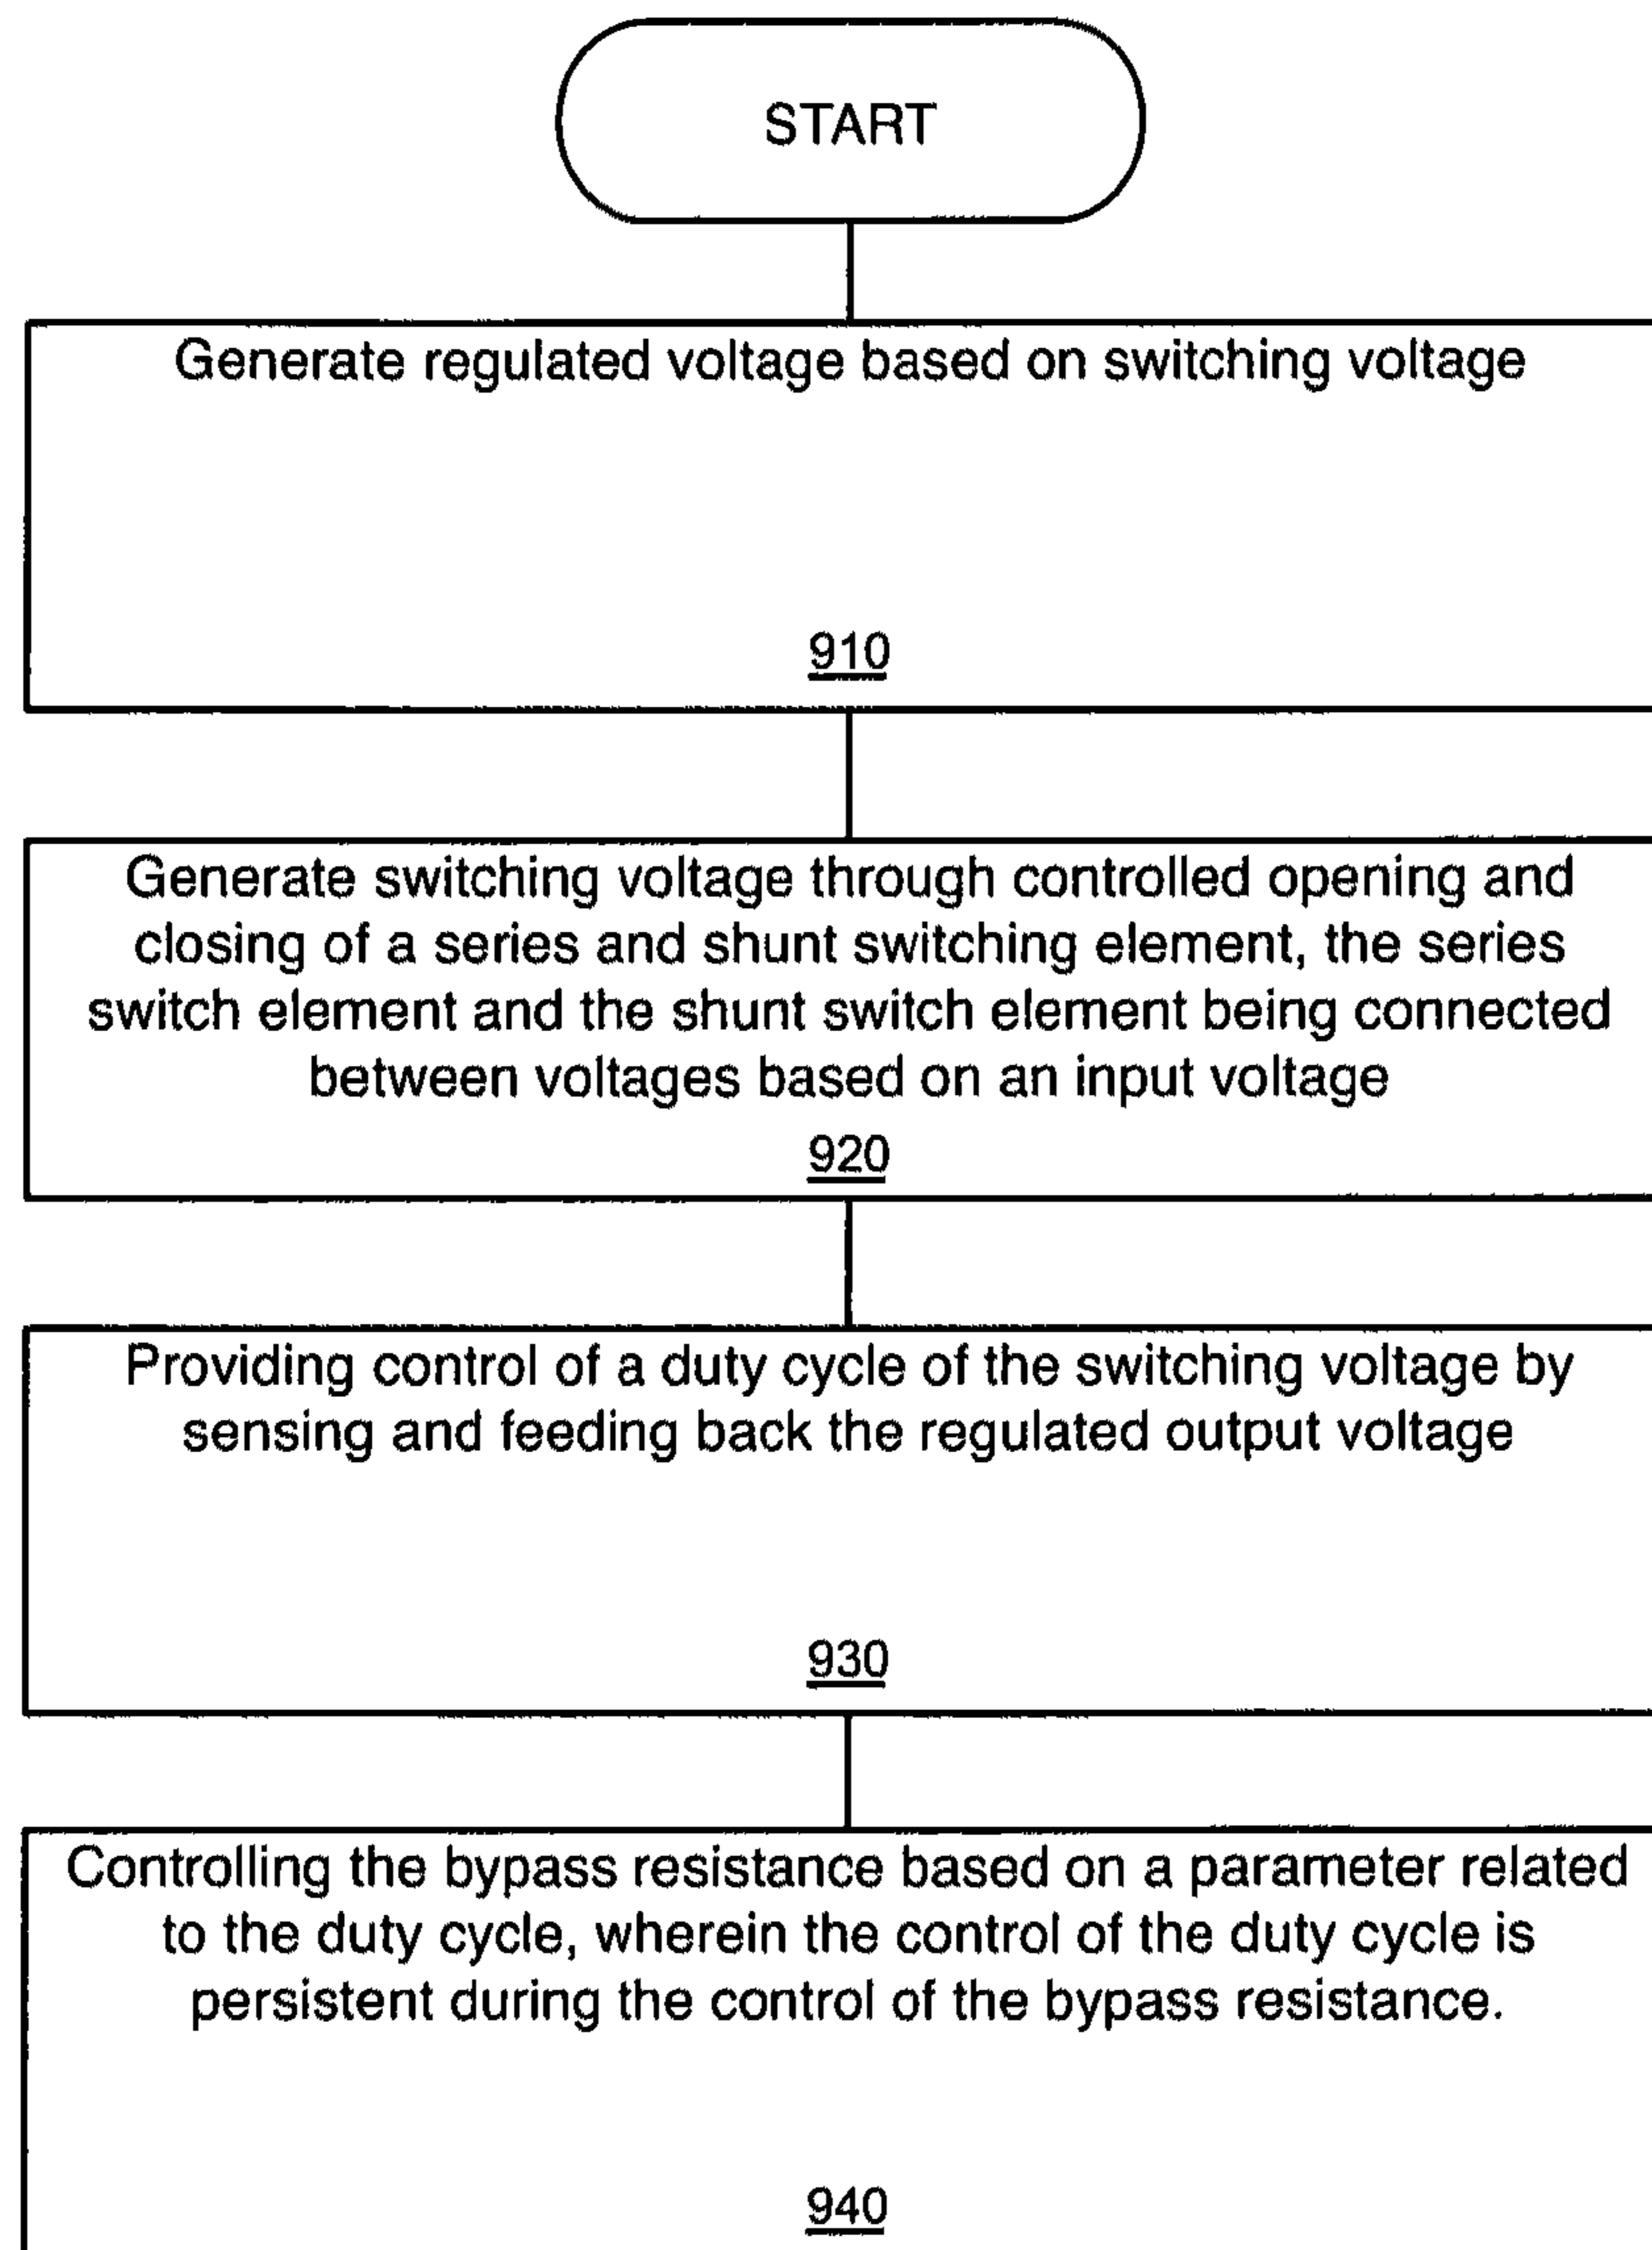 START
Generate regulated voltage based on switching voltage
910
Generate switching voltage through controlled opening and
closing of a series and shunt switching element, the series
switch element and the shunt switch element being connected
between voltages based on an input voltage
920
Providing control of a duty cycle of the switching voltage by
sensing and feeding back the regulated output voltage
930
Controlling the bypass resistance based on a parameter related
to the duty cycle, wherein the control of the duty cycle is
persistent during the control of the bypass resistance.
940